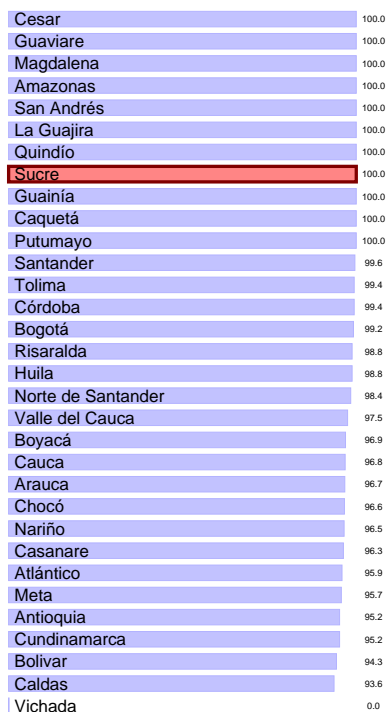 Cesar 100.0
Guaviare 100.0
Magdalena 100.0
Amazonas 100.0
San Andrés 100.0
La Guajira 100.0
Quindío 100.0
Sucre 100.0
Guainía 100.0
Caquetá 100.0
Putumayo 100.0
Santander 99.6
Tolima 99.4
Córdoba 99.4
Bogotá 99.2
Risaralda 98.8
Huila 98.8
Norte de Santander 98.4
Valle del Cauca 97.5
Boyacá 96.9
Cauca 96.8
Arauca 96.7
Chocó 96.6
Nariño 96.5
Casanare 96.3
Atlántico 95.9
Meta 95.7
Antioquia 95.2
Cundinamarca 95.2
Bolivar 94.3
Caldas 93.6
Vichada 0.0